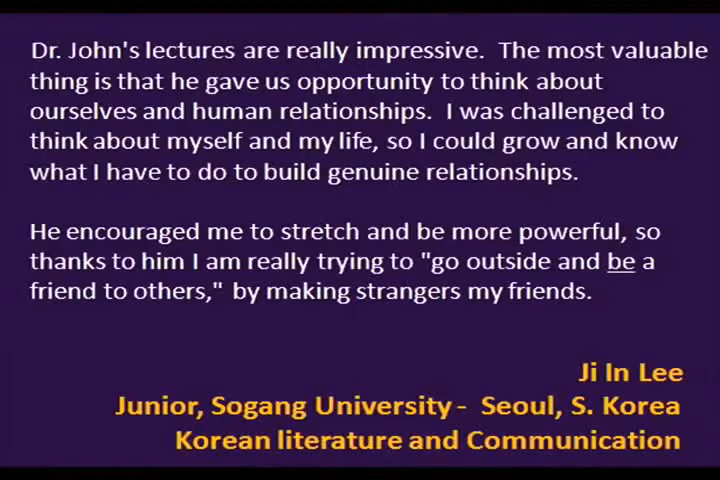 Dr. John's lectures are really impressive.  The most valuable
thing is that he gave us opportunity to think about
ourselves and human relationships.  I was challenged to
think about myself and my life, so I could grow and know
what I have to do to build genuine relationships.
He encouraged me to stretch and be more powerful, so
thanks to him I am really trying to "go outside and be a
friend to others," by making strangers my friends.
Ji In Lee
Junior, Sogang University -  Seoul, S. Korea
Korean literature and Communication